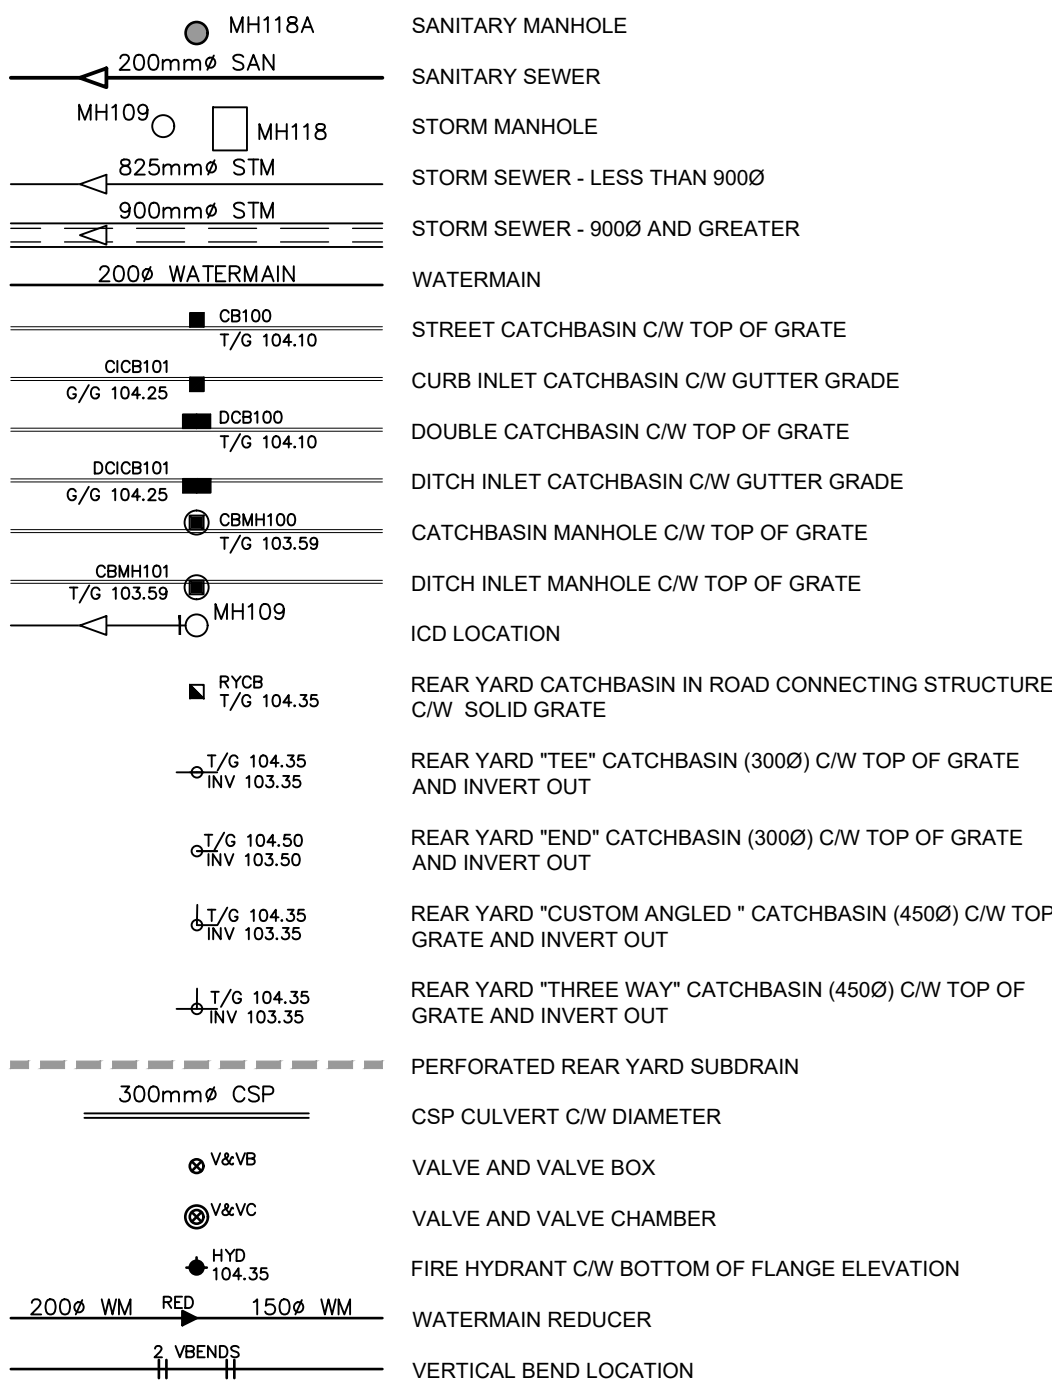 MH118A SANITARY MANHOLE
200mmø SAN SANITARY SEWER
MH109 MH118 STORM MANHOLE
825mmø STM STORM SEWER - LESS THAN 900Ø
900mmø STM STORM SEWER - 900Ø AND GREATER
200ø WATERMAIN WATERMAIN
CB100
T/G 104.10 STREET CATCHBASIN C/W TOP OF GRATE
CICB101
G/G 104.25 CURB INLET CATCHBASIN C/W GUTTER GRADE
DCB100
T/G 104.10 DOUBLE CATCHBASIN C/W TOP OF GRATE
DCICB101
G/G 104.25 DITCH INLET CATCHBASIN C/W GUTTER GRADE
CBMH100
T/G 103.59 CATCHBASIN MANHOLE C/W TOP OF GRATE
CBMH101
T/G 103.59 DITCH INLET MANHOLE C/W TOP OF GRATE
MH109 ICD LOCATION
RYCB REAR YARD CATCHBASIN IN ROAD CONNECTING STRUCTURE
T/G 104.35 C/W SOLID GRATE
T/G 104.35 REAR YARD "TEE" CATCHBASIN (300Ø) C/W TOP OF GRATE
INV 103.35 AND INVERT OUT
T/G 104.50 REAR YARD "END" CATCHBASIN (300Ø) C/W TOP OF GRATE
INV 103.50 AND INVERT OUT
T/G 104.35 REAR YARD "CUSTOM ANGLED " CATCHBASIN (450Ø) C/W TOP
INV 103.35 GRATE AND INVERT OUT
T/G 104.35 REAR YARD "THREE WAY" CATCHBASIN (450Ø) C/W TOP OF
INV 103.35 GRATE AND INVERT OUT
PERFORATED REAR YARD SUBDRAIN
300mmø CSP CSP CULVERT C/W DIAMETER
V&VB VALVE AND VALVE BOX
V&VC VALVE AND VALVE CHAMBER
HYD
104.35 FIRE HYDRANT C/W BOTTOM OF FLANGE ELEVATION
200ø WM RED 150ø WM WATERMAIN REDUCER
2 VBENDS VERTICAL BEND LOCATION